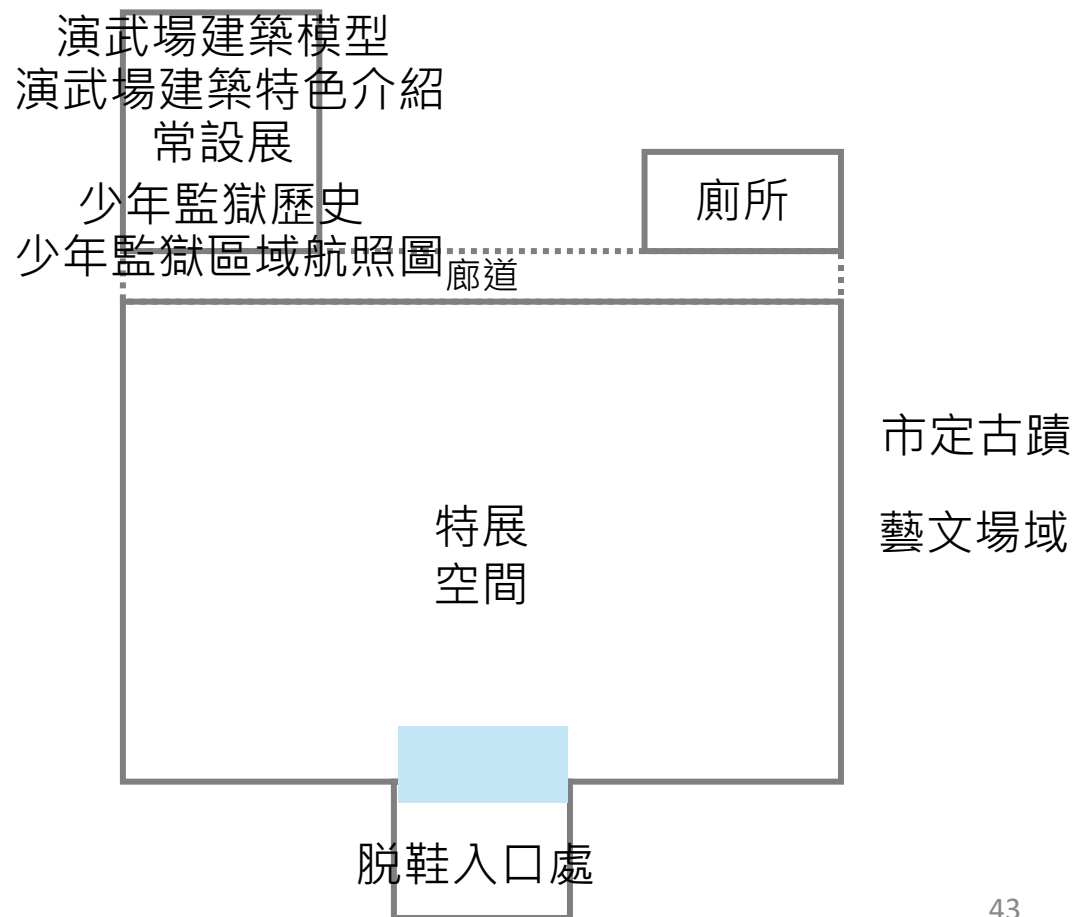 演武場建築模型
演武場建築特色介紹
常設展
少年監獄歷史
少年監獄區域航照圖
廁所
廊道
市定古蹟
藝文場域
特展
空間
脱鞋入口處
43